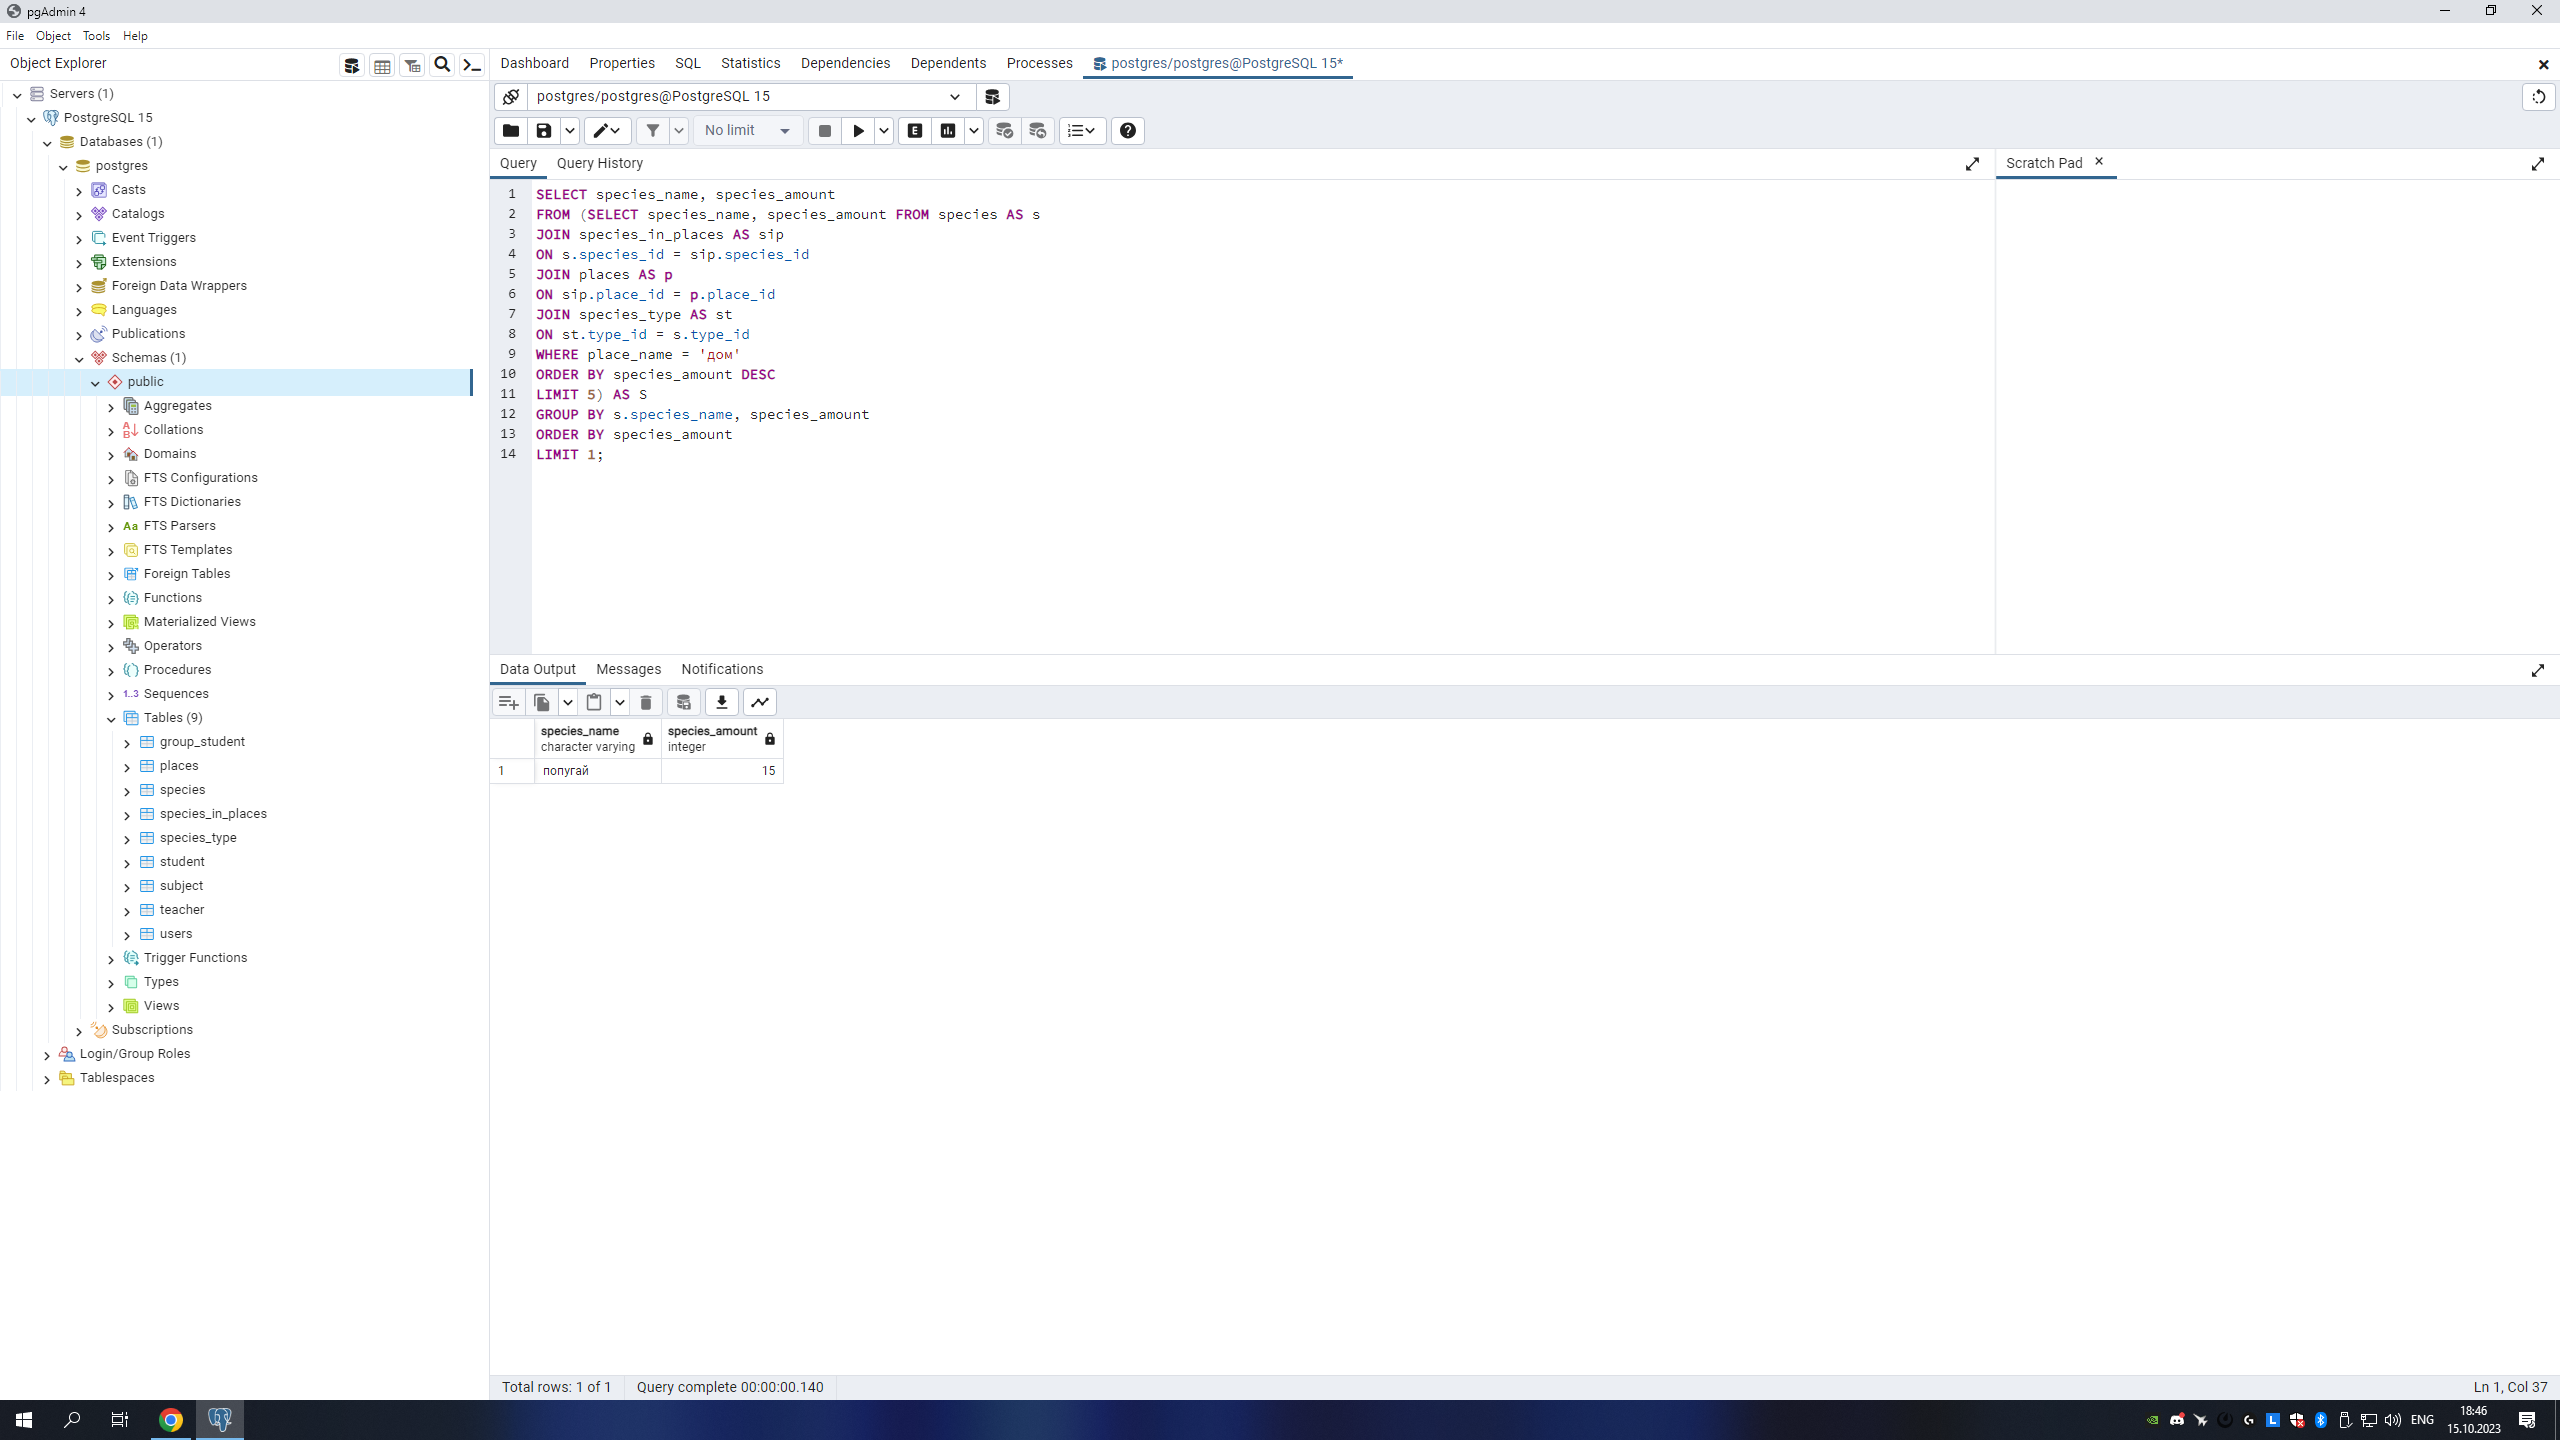 pgAdmin 4
File Object Tools Help
Object Explorer
Dashboard Properties SQL Statistics Dependencies Dependents Processes postgres/postgres@PostgreSQL 15*
Servers (1)
PostgreSQL 15
Databases (1)
postgres
Casts
Catalogs
Event Triggers
Extensions
Foreign Data Wrappers
Languages
Publications
Schemas (1)
public
Aggregates
Collations
Domains
FTS Configurations
FTS Dictionaries
Aa FTS Parsers
FTS Templates
Foreign Tables
Functions
Materialized Views
Operators
Procedures
1..3 Sequences
Tables (9)
group_student
places
species
species_in_places
species_type
student
subject
teacher
users
Trigger Functions
Types
Views
Subscriptions
Login/Group Roles
Tablespaces
postgres/postgres@PostgreSQL 15
No limit
Query Query History
Scratch Pad
1 SELECT species_name, species_amount
2 FROM (SELECT species_name, species_amount FROM species AS s
3 JOIN species_in_places AS sip
4 ON s.species_id = sip.species_id
5 JOIN places AS p
6 ON sip.place_id = p.place_id
7 JOIN species_type AS st
8 ON st.type_id = s.type_id
9 WHERE place_name = 'дом'
10 ORDER BY species_amount DESC
11 LIMIT 5) AS S
12 GROUP BY s.species_name, species_amount
13 ORDER BY species_amount
14 LIMIT 1;
Data Output Messages Notifications
species_name species_amount
character varying integer
1 попугай 15
Total rows: 1 of 1 Query complete 00:00:00.140
Ln 1, Col 37
ENG
18:46
15.10.2023